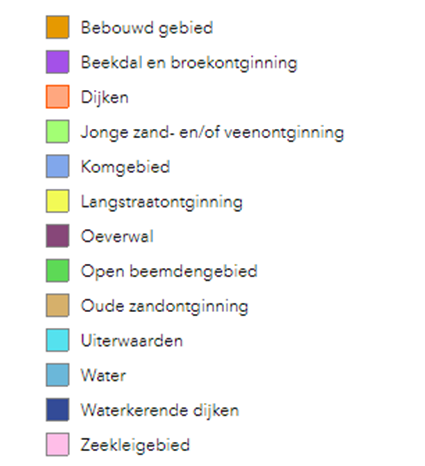 Bebouwd gebied
Beekdal en broekontginning
Dijken
Jonge zand- en/of veenontginning
Komgebied
Langstraatontginning
Oeverwal
Open beemdengebied
Oude zandontginning
Uiterwaarden
Water
Waterkerende dijken
Zeekleigebied